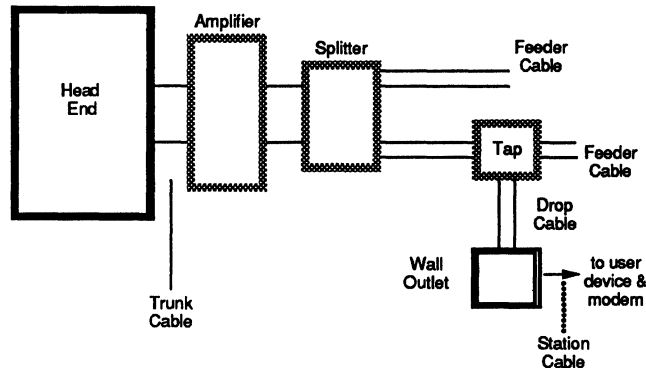 Amplifier
Splitter
Feeder
Cable
Head
End
Tap
Feeder
Cable
Drop
Cable
Wall
Outlet
to user
device &
modem
Trunk
Cable
Station
Cable